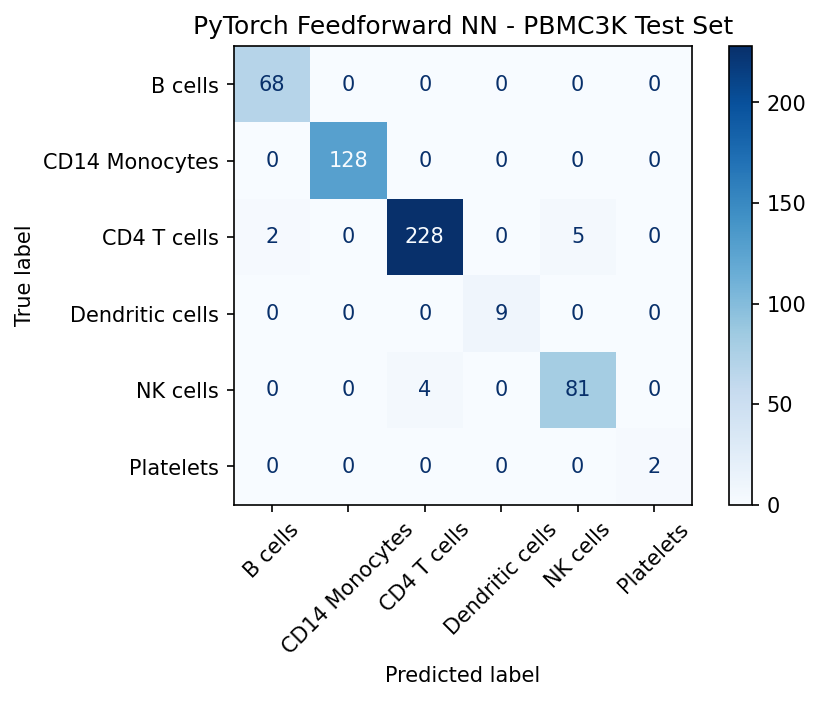 PyTorch Feedforward NN - PBMC3K Test Set
B cells 68 0 0 0 0 0
CD14 Monocytes 0 128 0 0 0 0
CD4 T cells 2 0 228 0 5 0
Dendritic cells 0 0 0 9 0 0
NK cells 0 0 4 0 81 0
Platelets 0 0 0 0 0 2
True label
B cells
CD14 Monocytes
CD4 T cells
Dendritic cells
NK cells
Platelets
Predicted label
200
150
100
50
0